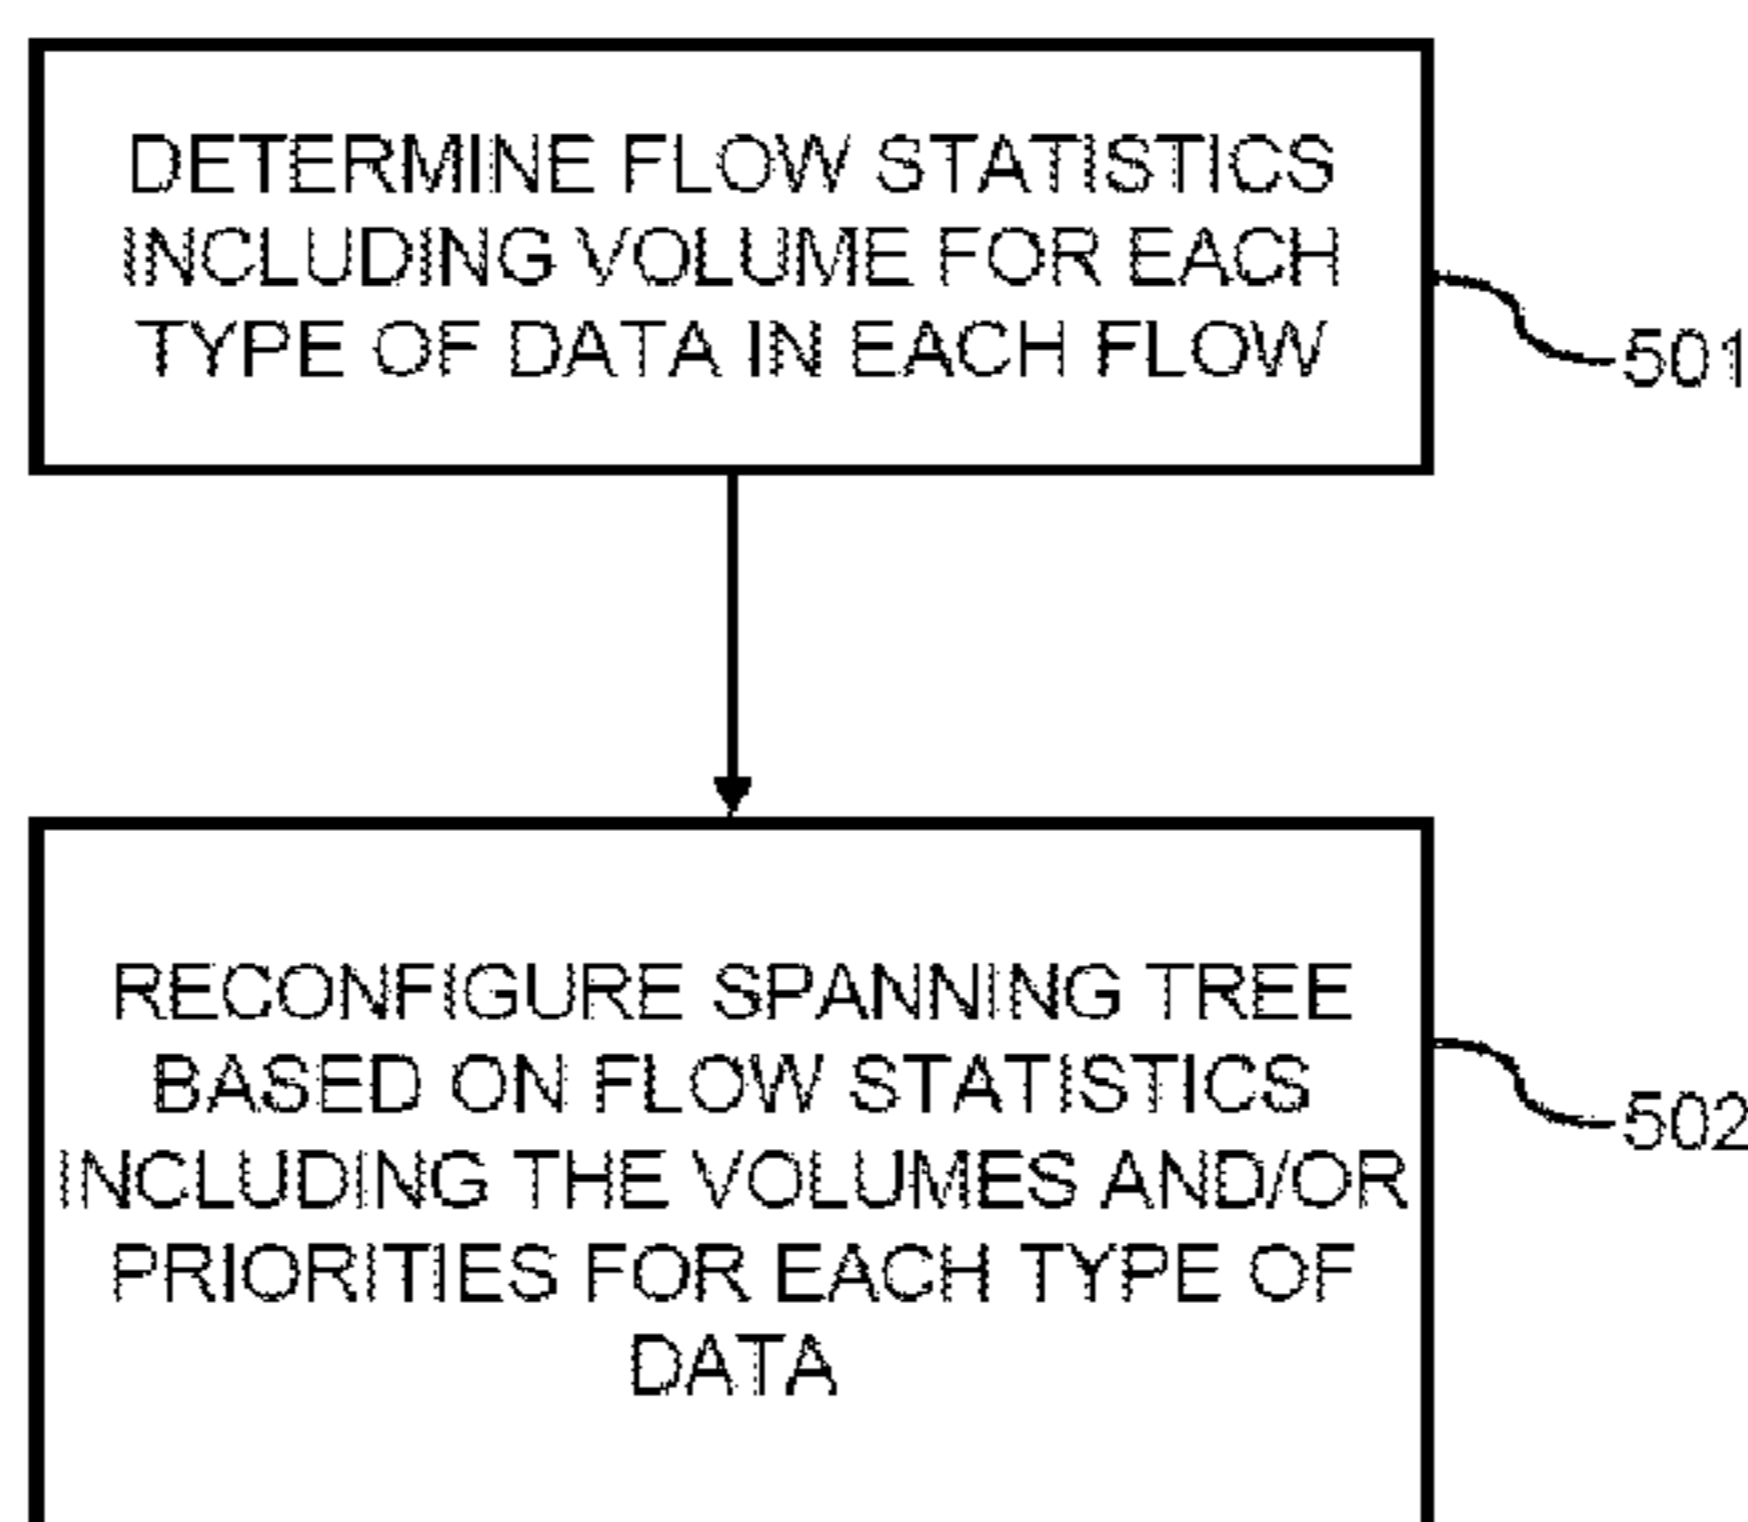 DETERMINE FLOW STATISTICS
INCLUDING VOLUME FOR EACH
TYPE OF DATA IN EACH FLOW
501
RECONFIGURE SPANNING TREE
BASED ON FLOW STATISTICS
INCLUDING THE VOLUMES AND/OR
PRIORITIES FOR EACH TYPE OF
DATA
502